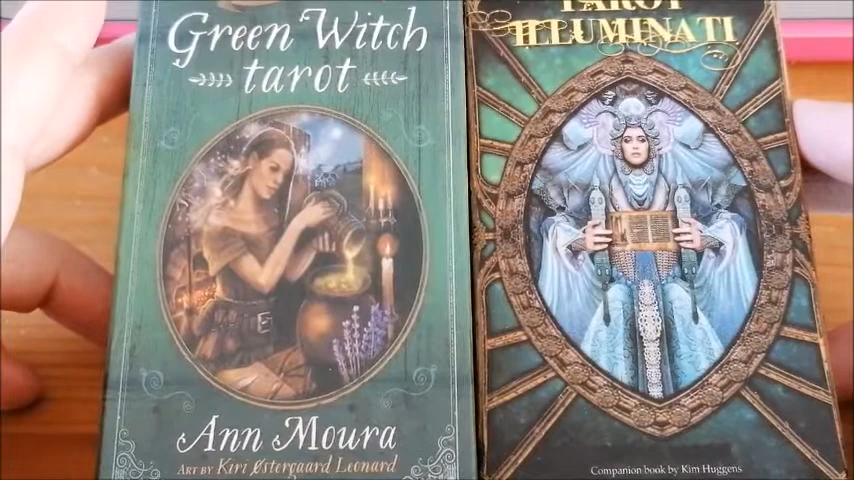 Green Witch
tarot
Ann Moura
Art by Kiri Østergaard Leonard
TAROT
ILLUMINATI
Companion book by Kim Huggens